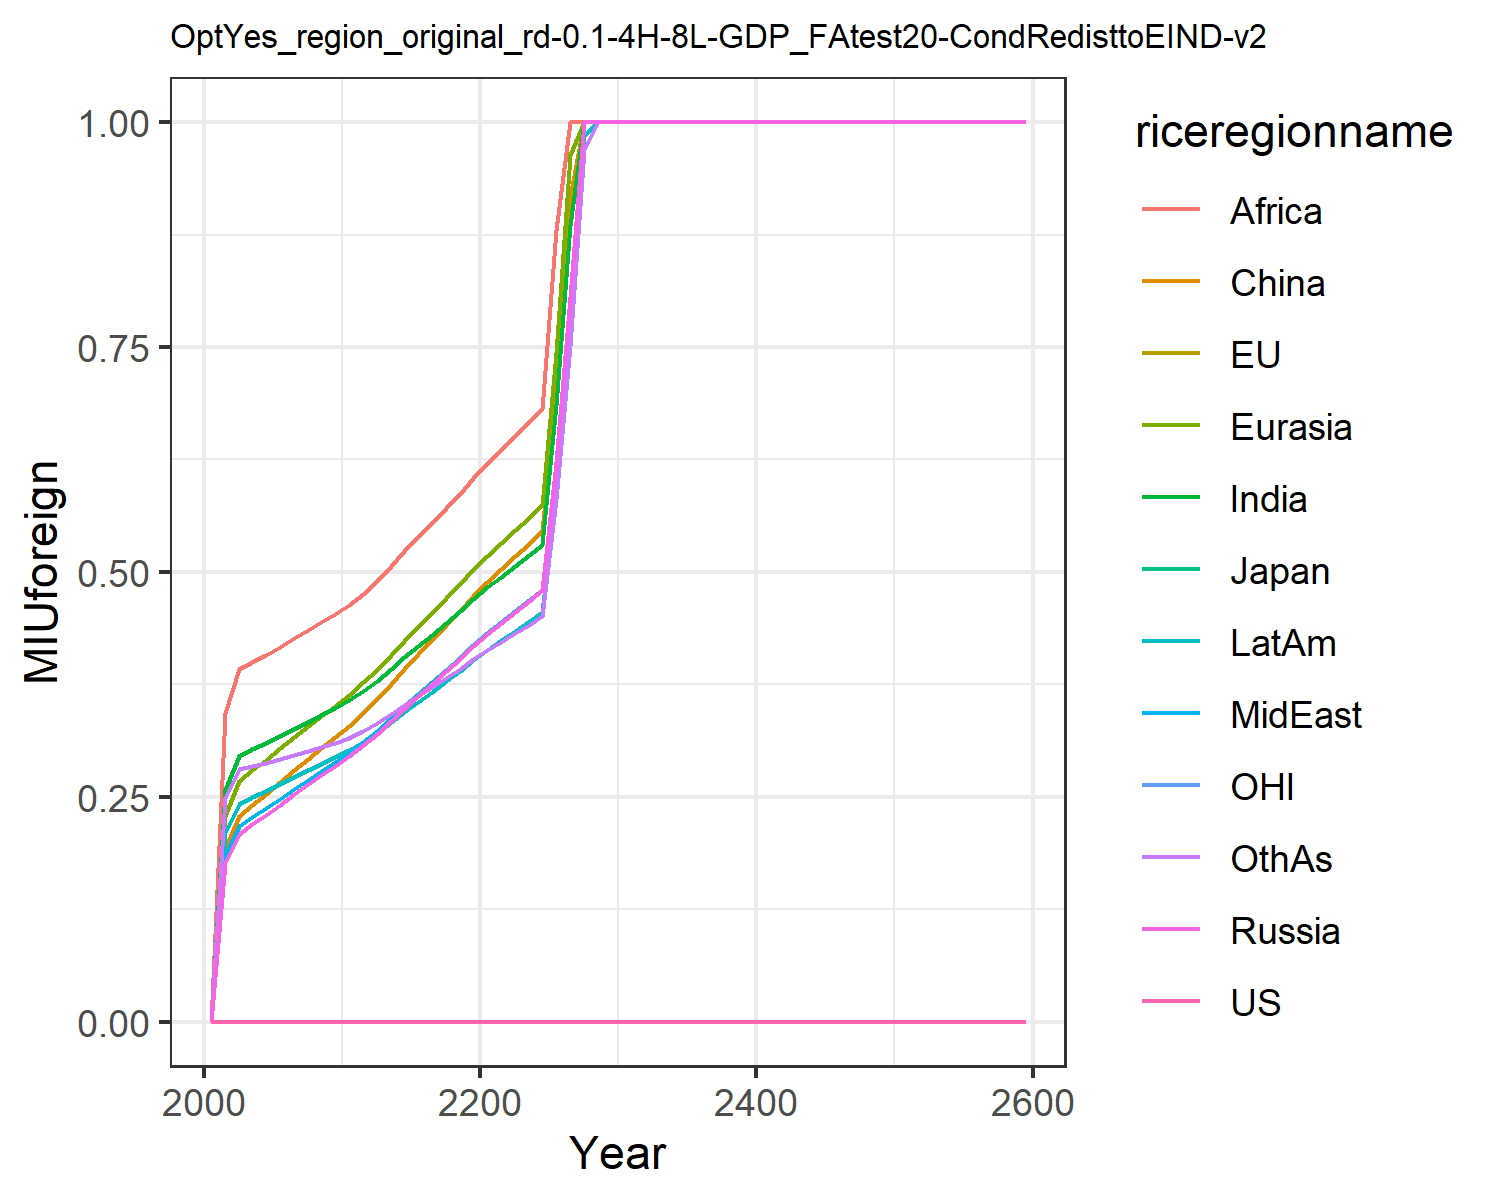 OptYes_region_original_rd-0.1-4H-8L-GDP_FAtest20-CondRedisttoEIND-v2
1.00
0.75
0.50
0.25
0.00
MIUforeign
2000 2200 2400 2600
Year
riceregionname
Africa
China
EU
Eurasia
India
Japan
LatAm
MidEast
OHI
OthAs
Russia
US